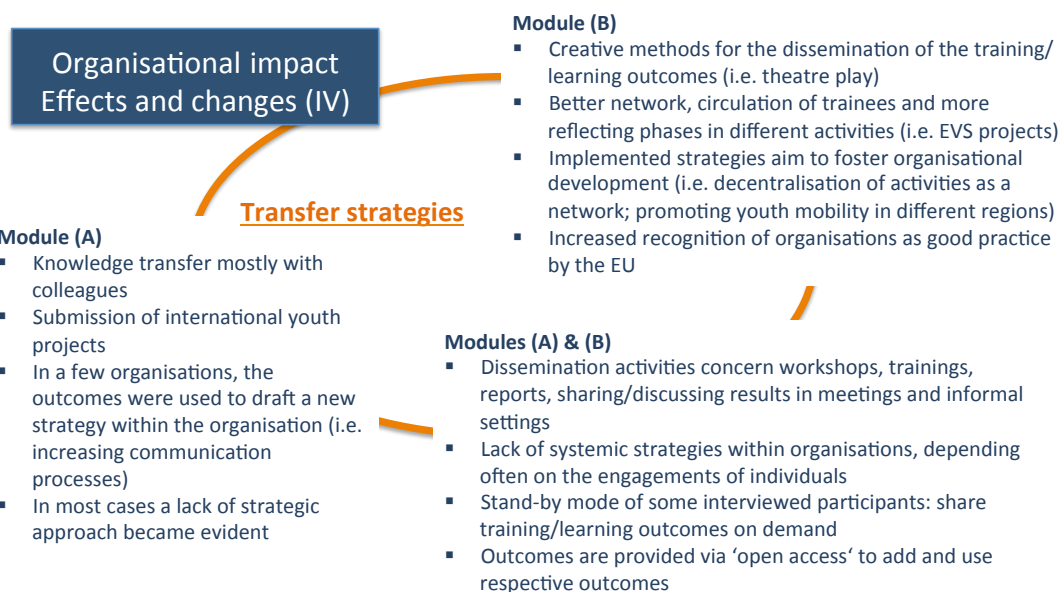 Organisational impact
Effects and changes (IV)
Transfer strategies
Module (A)
▪ Knowledge transfer mostly with
colleagues
▪ Submission of international youth
projects
▪ In a few organisations, the
outcomes were used to draft a new
strategy within the organisation (i.e.
increasing communication
processes)
▪ In most cases a lack of strategic
approach became evident
Module (B)
▪ Creative methods for the dissemination of the training/
learning outcomes (i.e. theatre play)
▪ Better network, circulation of trainees and more
reflecting phases in different activities (i.e. EVS projects)
▪ Implemented strategies aim to foster organisational
development (i.e. decentralisation of activities as a
network; promoting youth mobility in different regions)
▪ Increased recognition of organisations as good practice
by the EU
Modules (A) & (B)
▪ Dissemination activities concern workshops, trainings,
reports, sharing/discussing results in meetings and informal
settings
▪ Lack of systemic strategies within organisations, depending
often on the engagements of individuals
▪ Stand-by mode of some interviewed participants: share
training/learning outcomes on demand
▪ Outcomes are provided via ‘open access‘ to add and use
respective outcomes